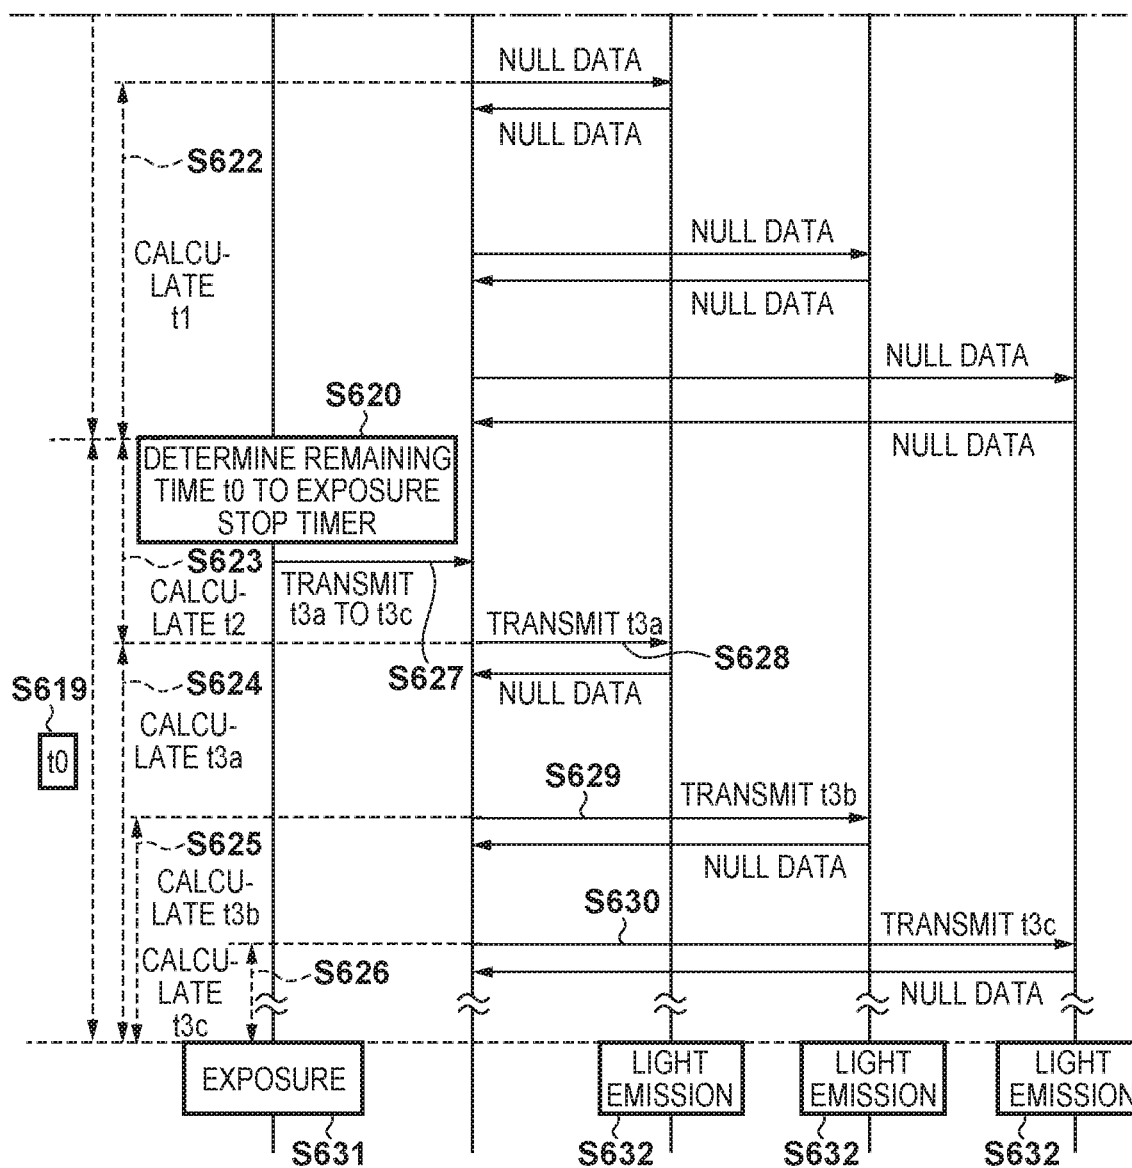 NULL DATA
NULL DATA
S622
NULL DATA
CALCU-
LATE
t1
NULL DATA
NULL DATA
S620
NULL DATA
DETERMINE REMAINING
TIME t0 TO EXPOSURE
STOP TIMER
S623
CALCU-
LATE t2
TRANSMIT
t3a TO t3c
TRANSMIT t3a
S628
S627
S619
S624
NULL DATA
t0
CALCU-
LATE t3a
S629
TRANSMIT t3b
S625
NULL DATA
CALCU-
LATE t3b
S630
TRANSMIT t3c
CALCU-
LATE
t3c
S626
NULL DATA
EXPOSURE
LIGHT
EMISSION
LIGHT
EMISSION
LIGHT
EMISSION
S631
S632
S632
S632